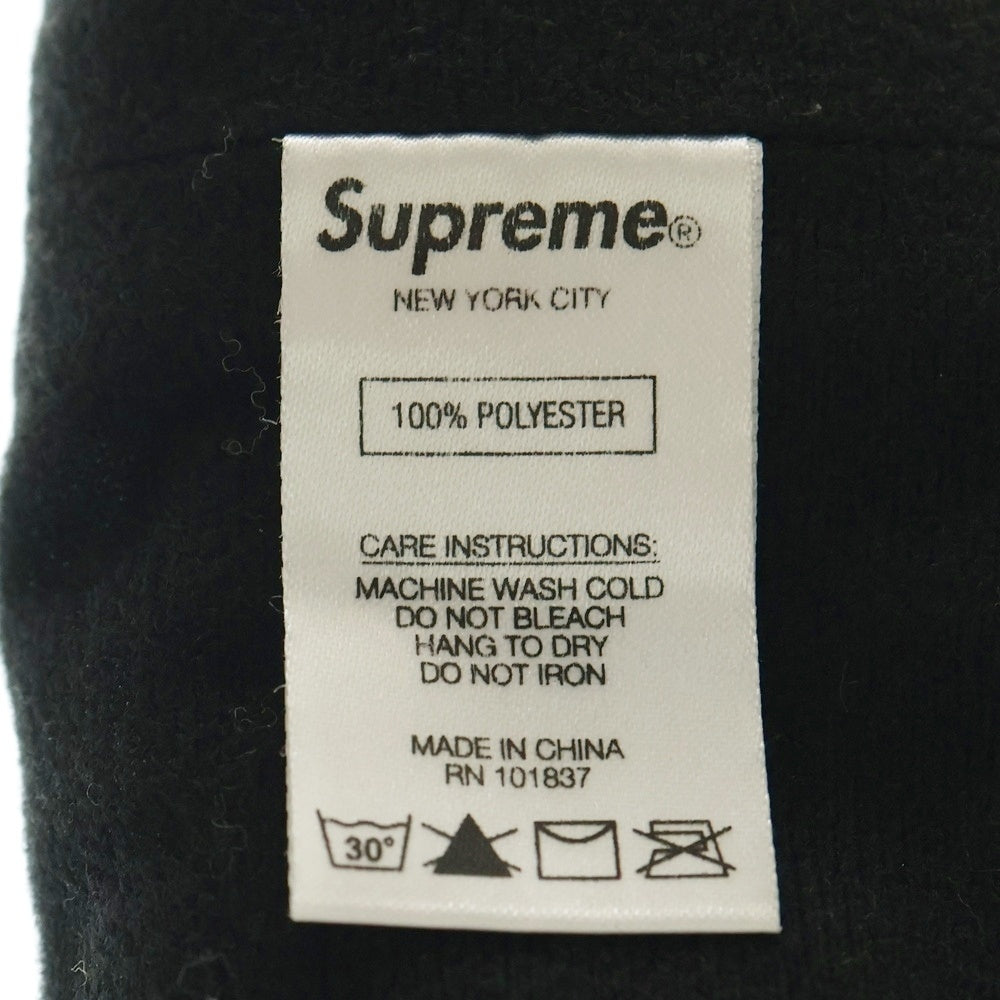 Supreme®
NEW YORK CITY
100% POLYESTER
CARE INSTRUCTIONS:
MACHINE WASH COLD
DO NOT BLEACH
HANG TO DRY
DO NOT IRON
MADE IN CHINA
RN 101837
30°